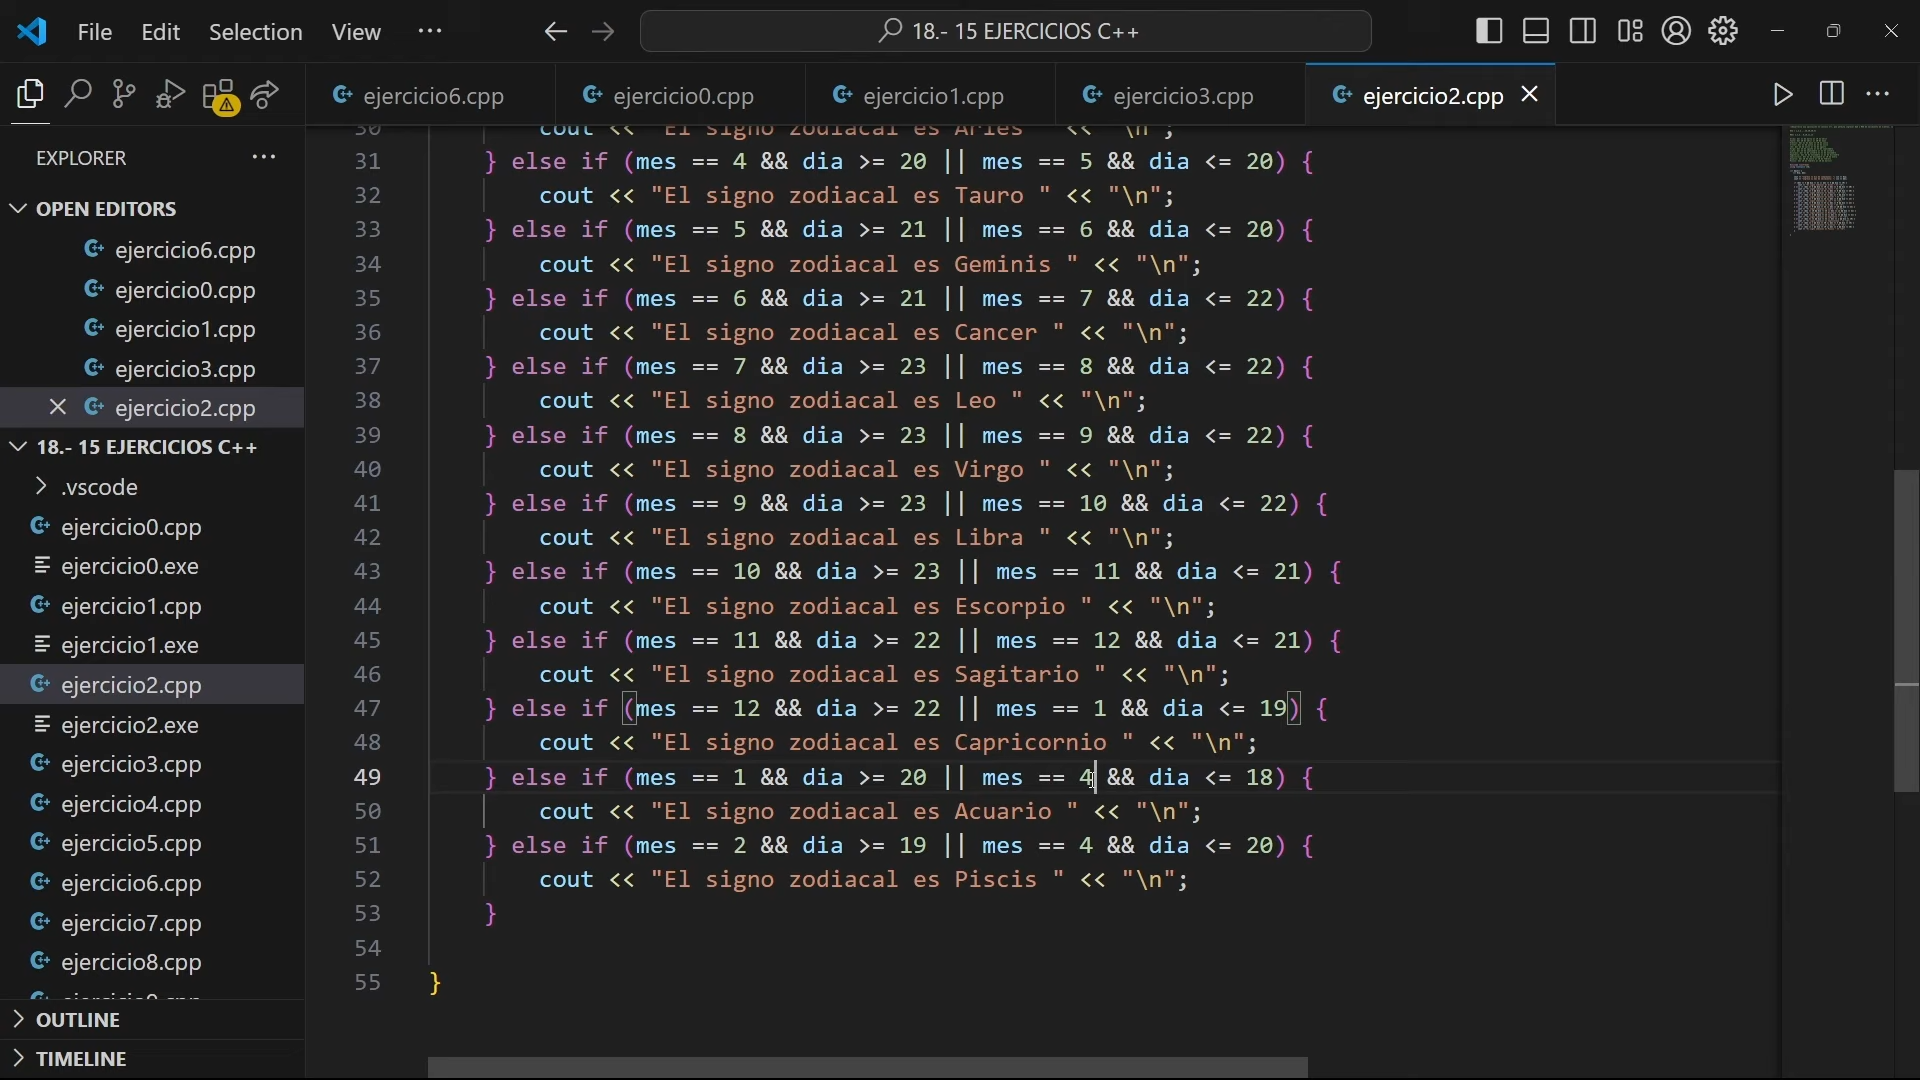 File Edit Selection View ··· 18.- 15 EJERCICIOS C++
ejercicio6.cpp ejercicio0.cpp ejercicio1.cpp ejercicio3.cpp ejercicio2.cpp
EXPLORER
OPEN EDITORS
ejercicio6.cpp
ejercicio0.cpp
ejercicio1.cpp
ejercicio3.cpp
ejercicio2.cpp
18.- 15 EJERCICIOS C++
.vscode
ejercicio0.cpp
ejercicio0.exe
ejercicio1.cpp
ejercicio1.exe
ejercicio2.cpp
ejercicio2.exe
ejercicio3.cpp
ejercicio4.cpp
ejercicio5.cpp
ejercicio6.cpp
ejercicio7.cpp
ejercicio8.cpp
ejercicio9.cpp
OUTLINE
TIMELINE
30 cout << "El signo zodiacal es Aries " << "\n";
31 } else if (mes == 4 && dia >= 20 || mes == 5 && dia <= 20) {
32 cout << "El signo zodiacal es Tauro " << "\n";
33 } else if (mes == 5 && dia >= 21 || mes == 6 && dia <= 20) {
34 cout << "El signo zodiacal es Geminis " << "\n";
35 } else if (mes == 6 && dia >= 21 || mes == 7 && dia <= 22) {
36 cout << "El signo zodiacal es Cancer " << "\n";
37 } else if (mes == 7 && dia >= 23 || mes == 8 && dia <= 22) {
38 cout << "El signo zodiacal es Leo " << "\n";
39 } else if (mes == 8 && dia >= 23 || mes == 9 && dia <= 22) {
40 cout << "El signo zodiacal es Virgo " << "\n";
41 } else if (mes == 9 && dia >= 23 || mes == 10 && dia <= 22) {
42 cout << "El signo zodiacal es Libra " << "\n";
43 } else if (mes == 10 && dia >= 23 || mes == 11 && dia <= 21) {
44 cout << "El signo zodiacal es Escorpio " << "\n";
45 } else if (mes == 11 && dia >= 22 || mes == 12 && dia <= 21) {
46 cout << "El signo zodiacal es Sagitario " << "\n";
47 } else if (mes == 12 && dia >= 22 || mes == 1 && dia <= 19) {
48 cout << "El signo zodiacal es Capricornio " << "\n";
49 } else if (mes == 1 && dia >= 20 || mes == 4 && dia <= 18) {
50 cout << "El signo zodiacal es Acuario " << "\n";
51 } else if (mes == 2 && dia >= 19 || mes == 4 && dia <= 20) {
52 cout << "El signo zodiacal es Piscis " << "\n";
53 }
54
55 }